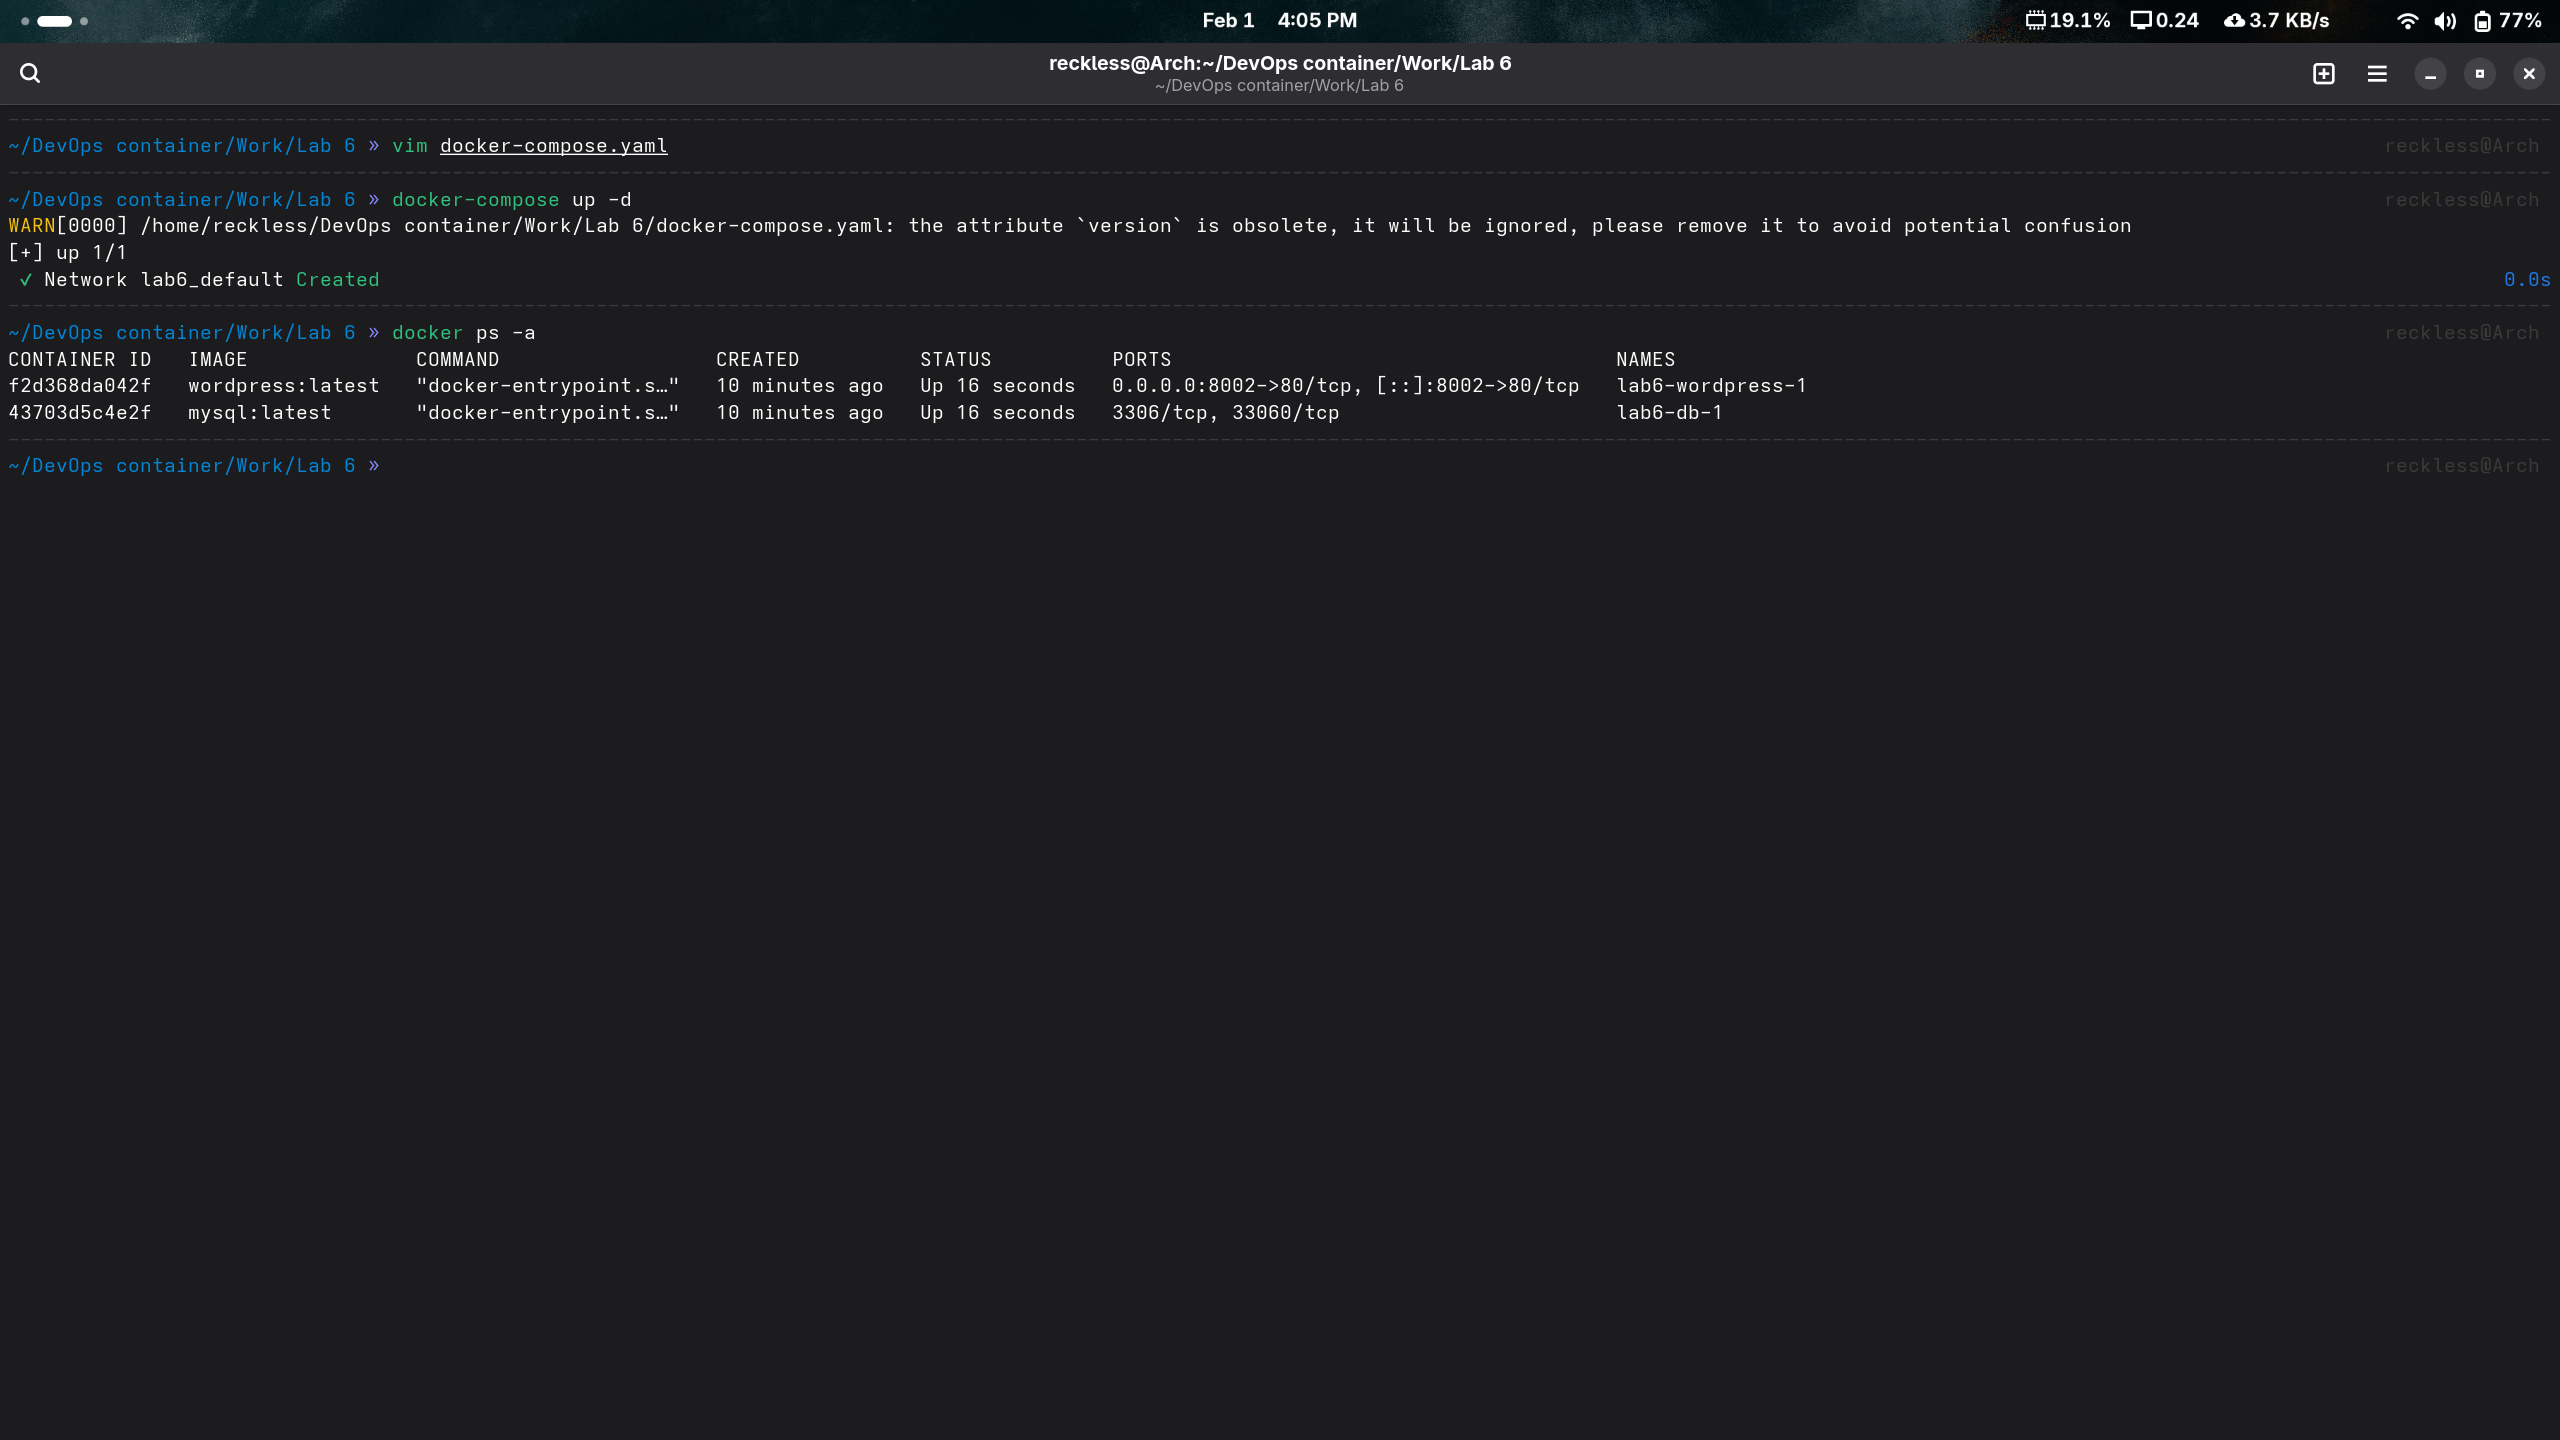 Feb 1 4:05 PM 19.1% 0.24 3.7 KB/s 77%
reckless@Arch:~/DevOps container/Work/Lab 6
~/DevOps container/Work/Lab 6
~/DevOps container/Work/Lab 6 » vim docker-compose.yaml reckless@Arch
~/DevOps container/Work/Lab 6 » docker-compose up -d reckless@Arch
WARN[0000] /home/reckless/DevOps container/Work/Lab 6/docker-compose.yaml: the attribute `version` is obsolete, it will be ignored, please remove it to avoid potential confusion
[+] up 1/1
✓ Network lab6_default Created 0.0s
~/DevOps container/Work/Lab 6 » docker ps -a reckless@Arch
CONTAINER ID IMAGE COMMAND CREATED STATUS PORTS NAMES
f2d368da042f wordpress:latest "docker-entrypoint.s…" 10 minutes ago Up 16 seconds 0.0.0.0:8002->80/tcp, [::]:8002->80/tcp lab6-wordpress-1
43703d5c4e2f mysql:latest "docker-entrypoint.s…" 10 minutes ago Up 16 seconds 3306/tcp, 33060/tcp lab6-db-1
~/DevOps container/Work/Lab 6 » reckless@Arch